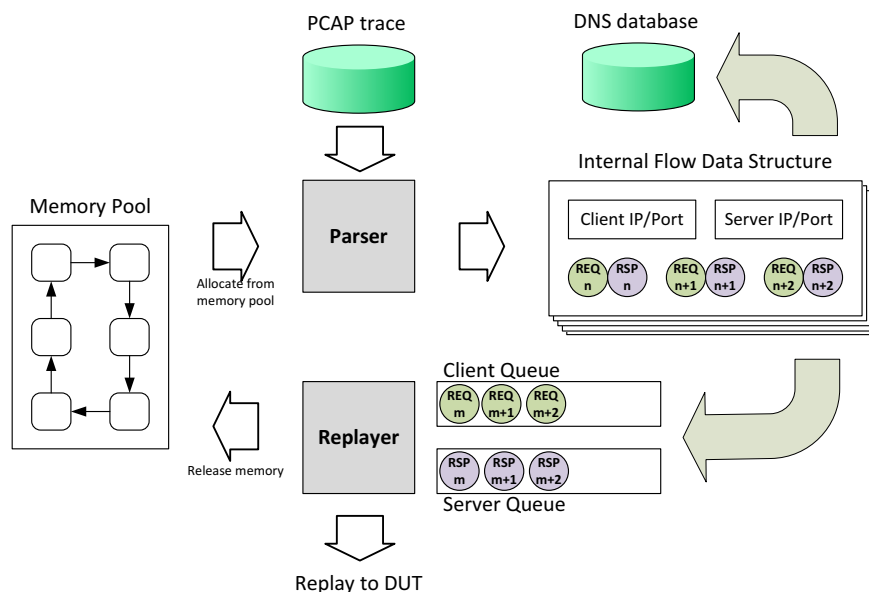 PCAP trace
DNS database
Internal Flow Data Structure
Memory Pool
Parser
Client IP/Port
Server IP/Port
REQ n
RSP n
REQ n+1
RSP n+1
REQ n+2
RSP n+2
Allocate from
memory pool
Client Queue
REQ m
REQ m+1
REQ m+2
Replayer
RSP m
RSP m+1
RSP m+2
Release memory
Server Queue
Replay to DUT